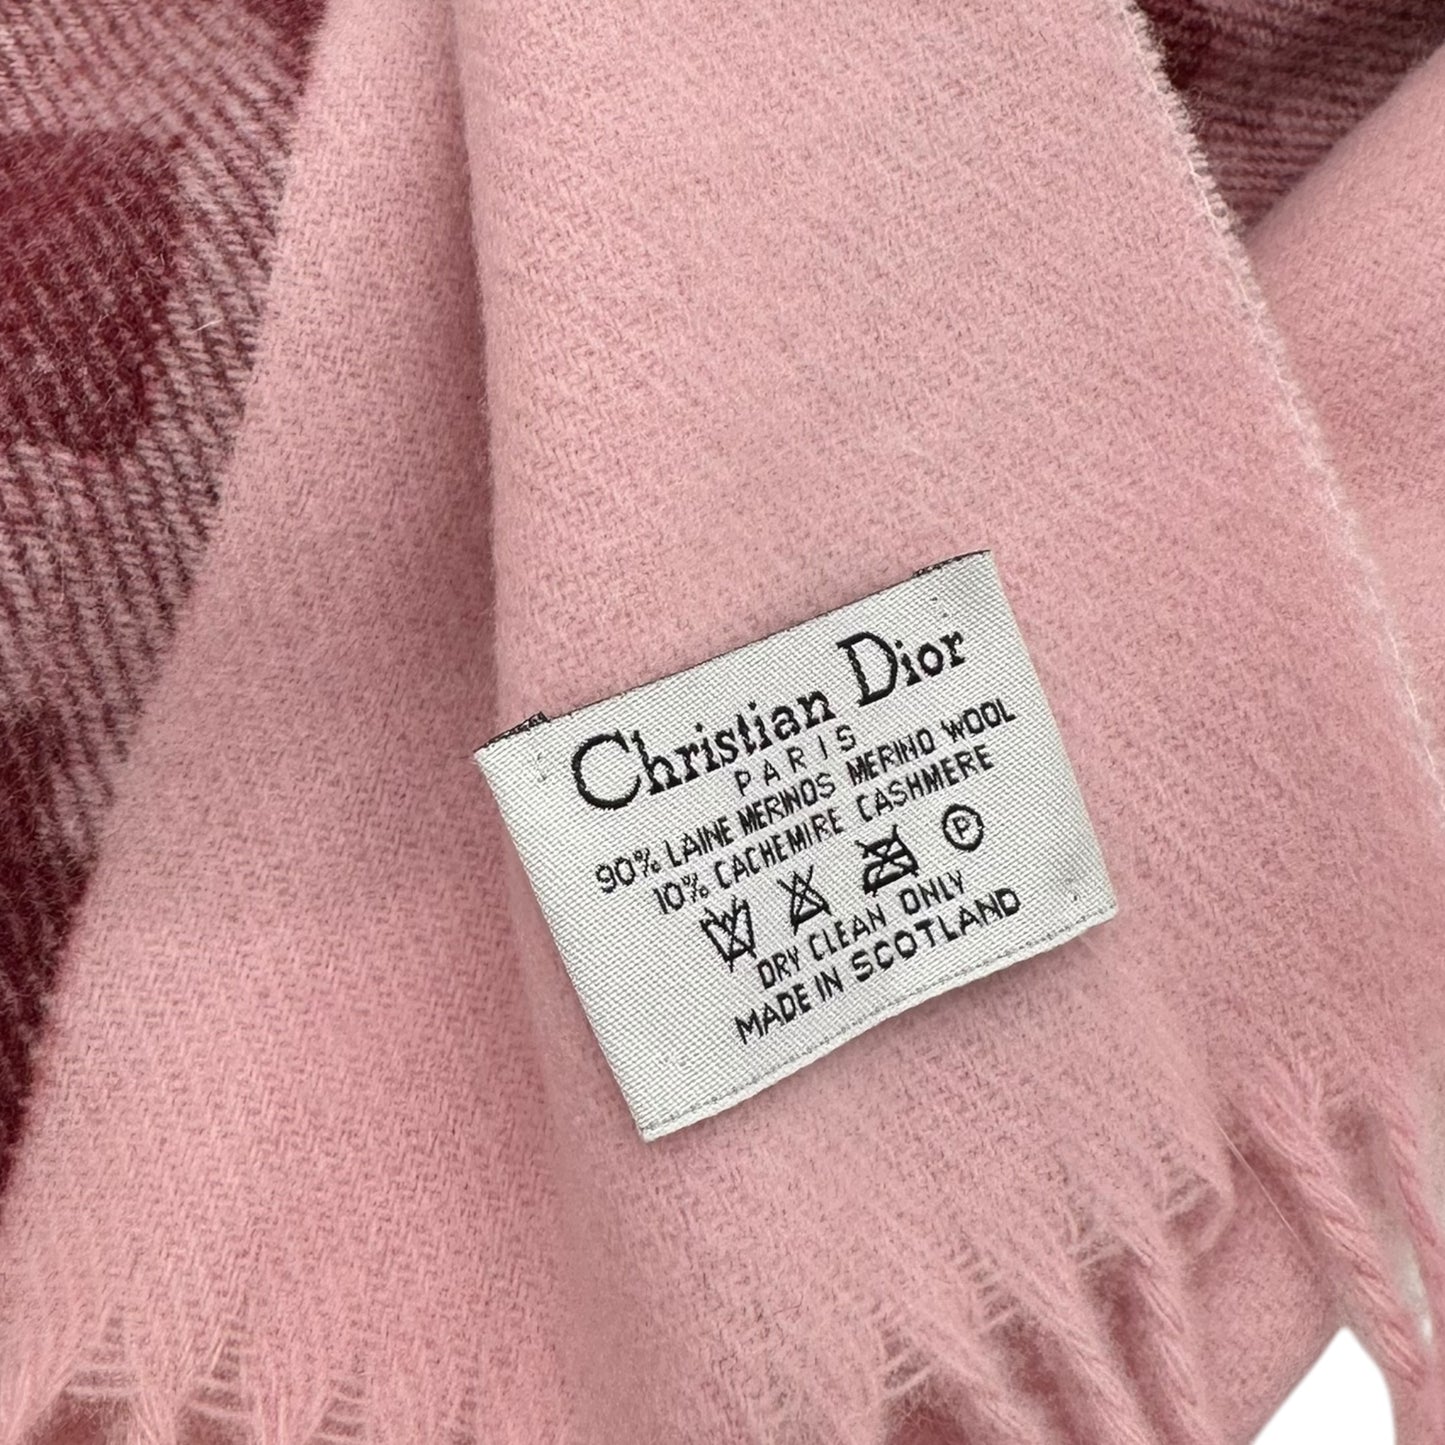 Christian Dior
PARIS
90% LAINE MERINOS MERINO WOOL
10% CACHEMIRE CASHMERE
P
DRY CLEAN ONLY
MADE IN SCOTLAND